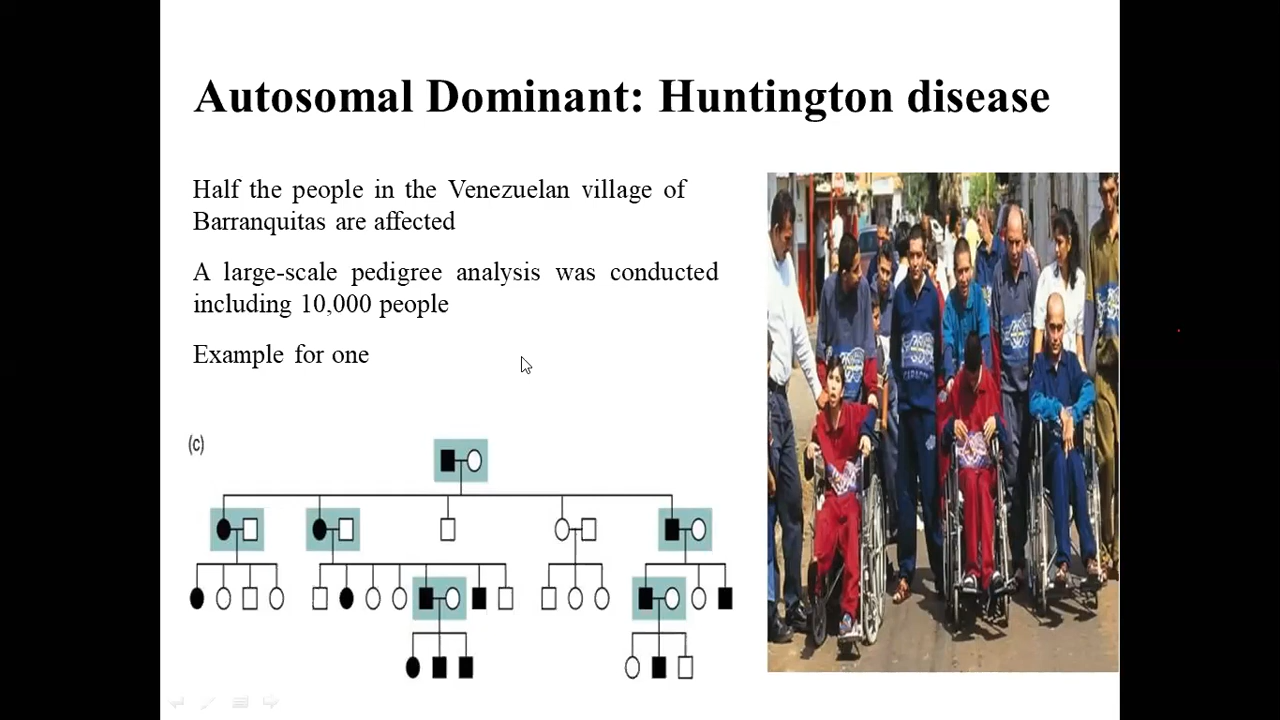 Autosomal Dominant: Huntington disease
Half the people in the Venezuelan village of
Barranquitas are affected
A large-scale pedigree analysis was conducted
including 10,000 people
Example for one
(c)